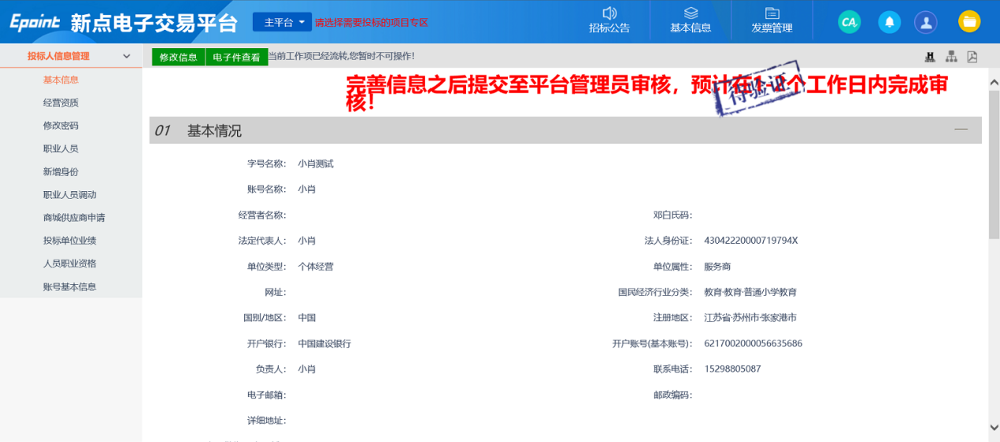 Epoint 新点电子交易平台 主平台 请选择需要投标的项目专区 招标公告 基本信息 发票管理 CA
投标人信息管理 修改信息 电子件查看 当前工作项已经流转,您暂时不可操作! H
基本信息
经营资质
修改密码
职业人员
新增身份
职业人员调动
商城供应商申请
投标单位业绩
人员职业资格
账号基本信息
完善信息之后提交至平台管理员审核，预计在 个工作日内完成审
核！
待验证
01 基本情况
字号名称： 小肖测试
账号名称： 小肖
经营者名称： 邓白氏码：
法定代表人： 小肖 法人身份证： 43042220000719794X
单位类型： 个体经营 单位属性： 服务商
网址： 国民经济行业分类： 教育·教育·普通小学教育
国别/地区： 中国 注册地区： 江苏省·苏州市·张家港市
开户银行： 中国建设银行 开户账号(基本账号)： 6217002000056635686
负责人： 小肖 联系电话： 15298805087
电子邮箱： 邮政编码：
详细地址：